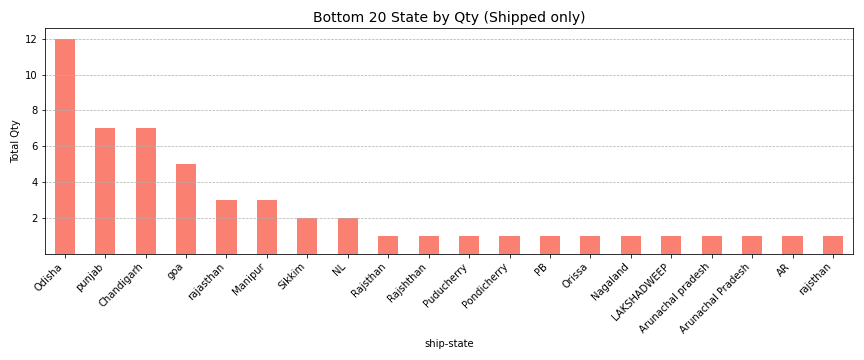 Bottom 20 State by Qty (Shipped only)
Total Qty
12
10
8
6
4
2
Odisha
punjab
Chandigarh
goa
rajasthan
Manipur
Sikkim
NL
Rajsthan
Rajshthan
Puducherry
Pondicherry
PB
Orissa
Nagaland
LAKSHADWEEP
Arunachal pradesh
Arunachal Pradesh
AR
rajsthan
ship-state